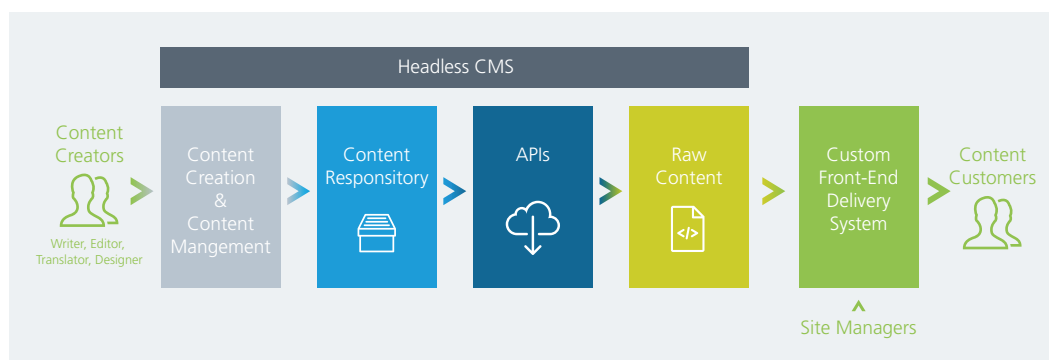 Headless CMS
Content
Creators
Writer, Editor,
Translator, Designer
Content
Creation
&
Content
Mangement
Content
Responsitory
APIs
Raw
Content
</>
Custom
Front-End
Delivery
System
Site Managers
Content
Customers